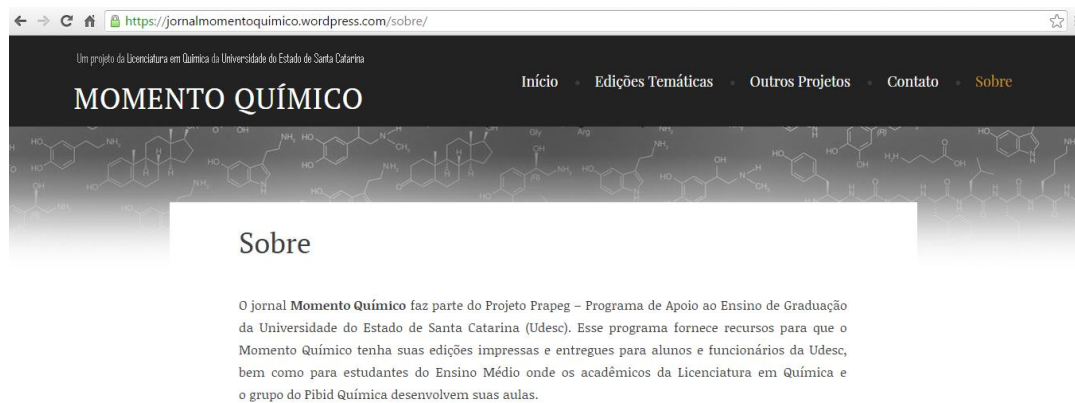 https://jornalmomentoquimico.wordpress.com/sobre/
Um projeto da Licenciatura em Química da Universidade do Estado de Santa Catarina
MOMENTO QUÍMICO
Início Edições Temáticas Outros Projetos Contato Sobre
Sobre
O jornal Momento Químico faz parte do Projeto Prapeg – Programa de Apoio ao Ensino de Graduação
da Universidade do Estado de Santa Catarina (Udesc). Esse programa fornece recursos para que o
Momento Químico tenha suas edições impressas e entregues para alunos e funcionários da Udesc,
bem como para estudantes do Ensino Médio onde os acadêmicos da Licenciatura em Química e
o grupo do Pibid Química desenvolvem suas aulas.